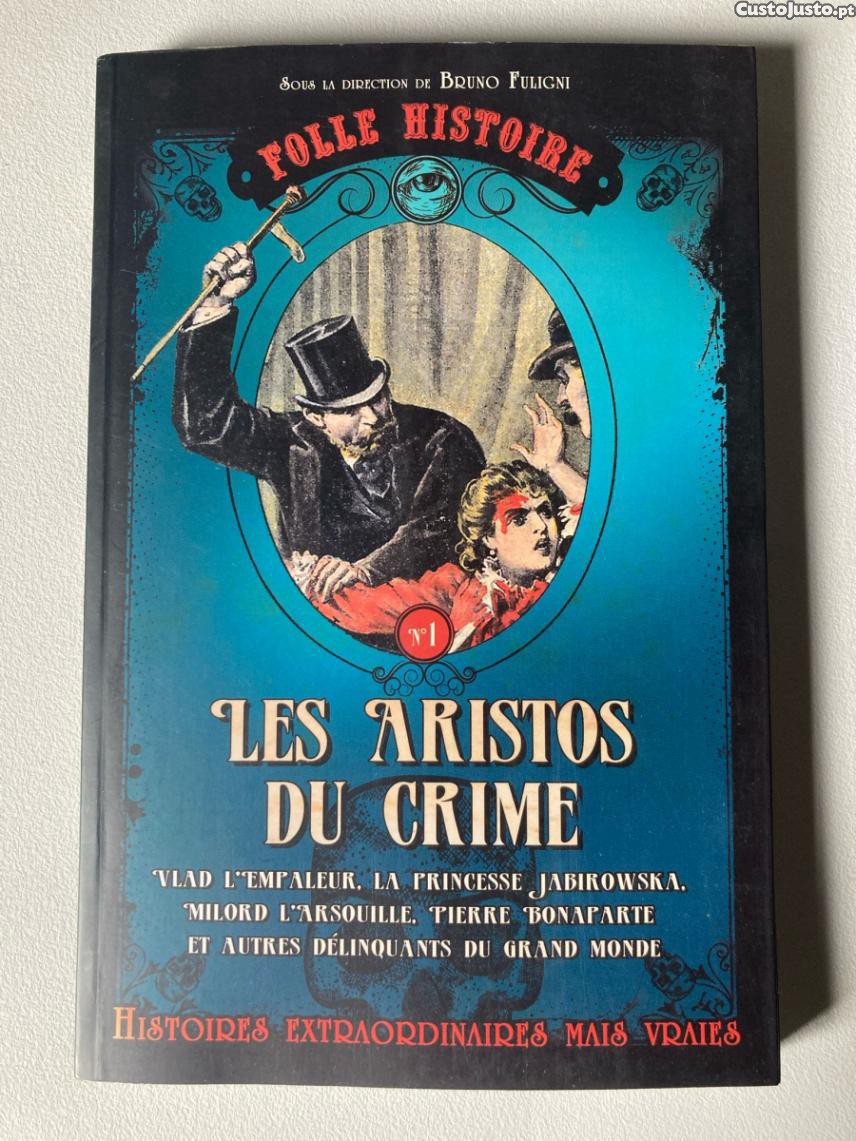 CustoJusto.pt
Sous la direction de Bruno Fuligni
FOLLE HISTOIRE
N°1
Les Aristos
du crime
Vlad l'Empaleur, la princesse Jabirowska,
Milord l'Arsouille, Pierre Bonaparte
et autres délinquants du grand monde
Histoires extraordinaires mais vraies